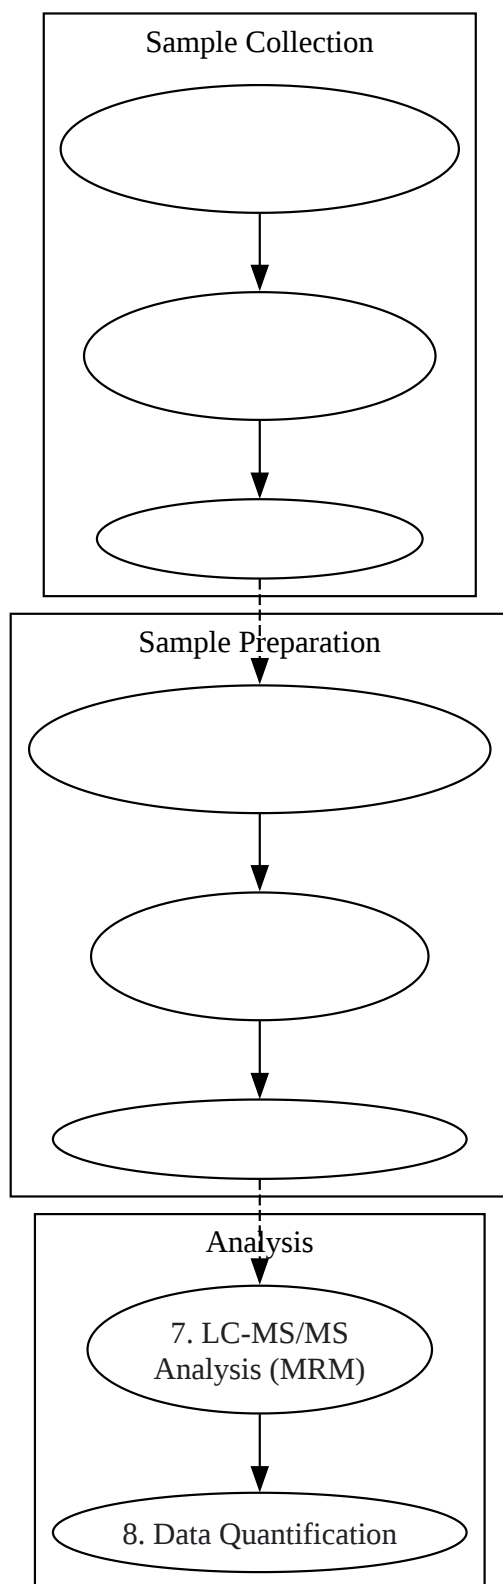 Sample Collection
Sample Preparation
Analysis
7. LC-MS/MS
Analysis (MRM)
8. Data Quantification